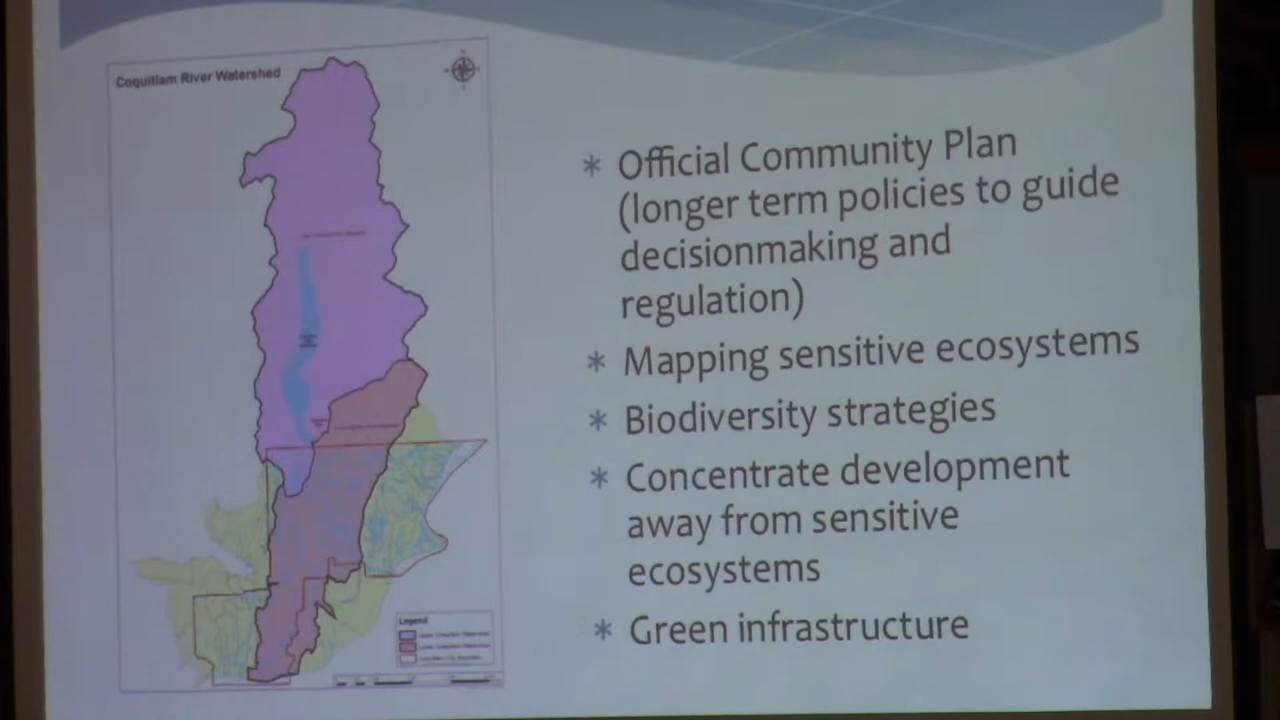 Coquitlam River Watershed
Official Community Plan
(longer term policies to guide
decisionmaking and
regulation)
Mapping sensitive ecosystems
Biodiversity strategies
Concentrate development
away from sensitive
ecosystems
Green infrastructure
Legend